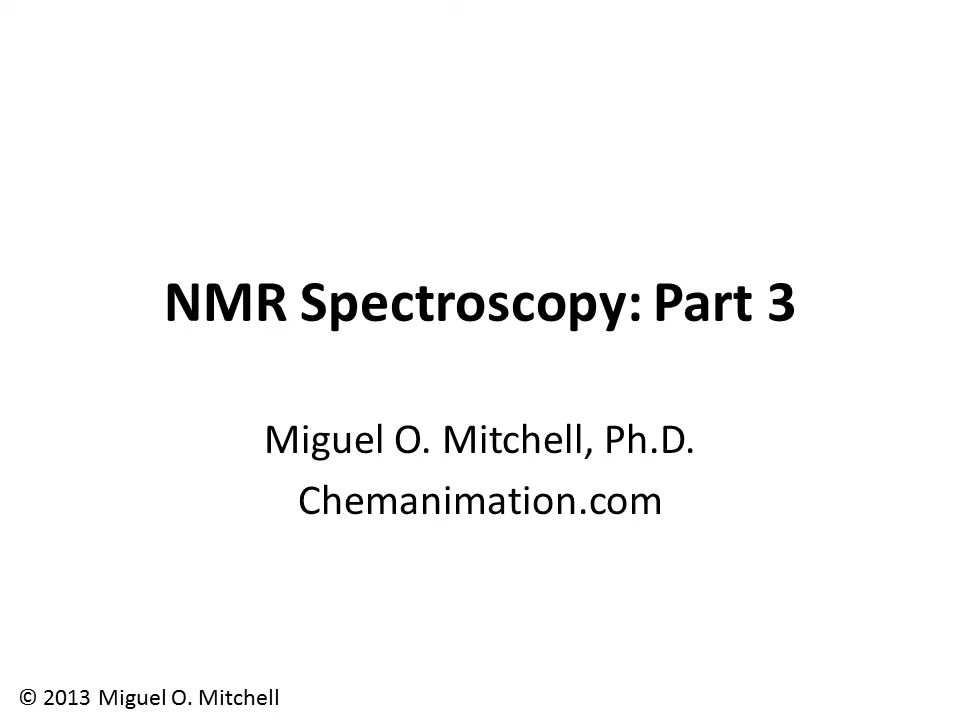 NMR Spectroscopy: Part 3
Miguel O. Mitchell, Ph.D.
Chemanimation.com
© 2013 Miguel O. Mitchell